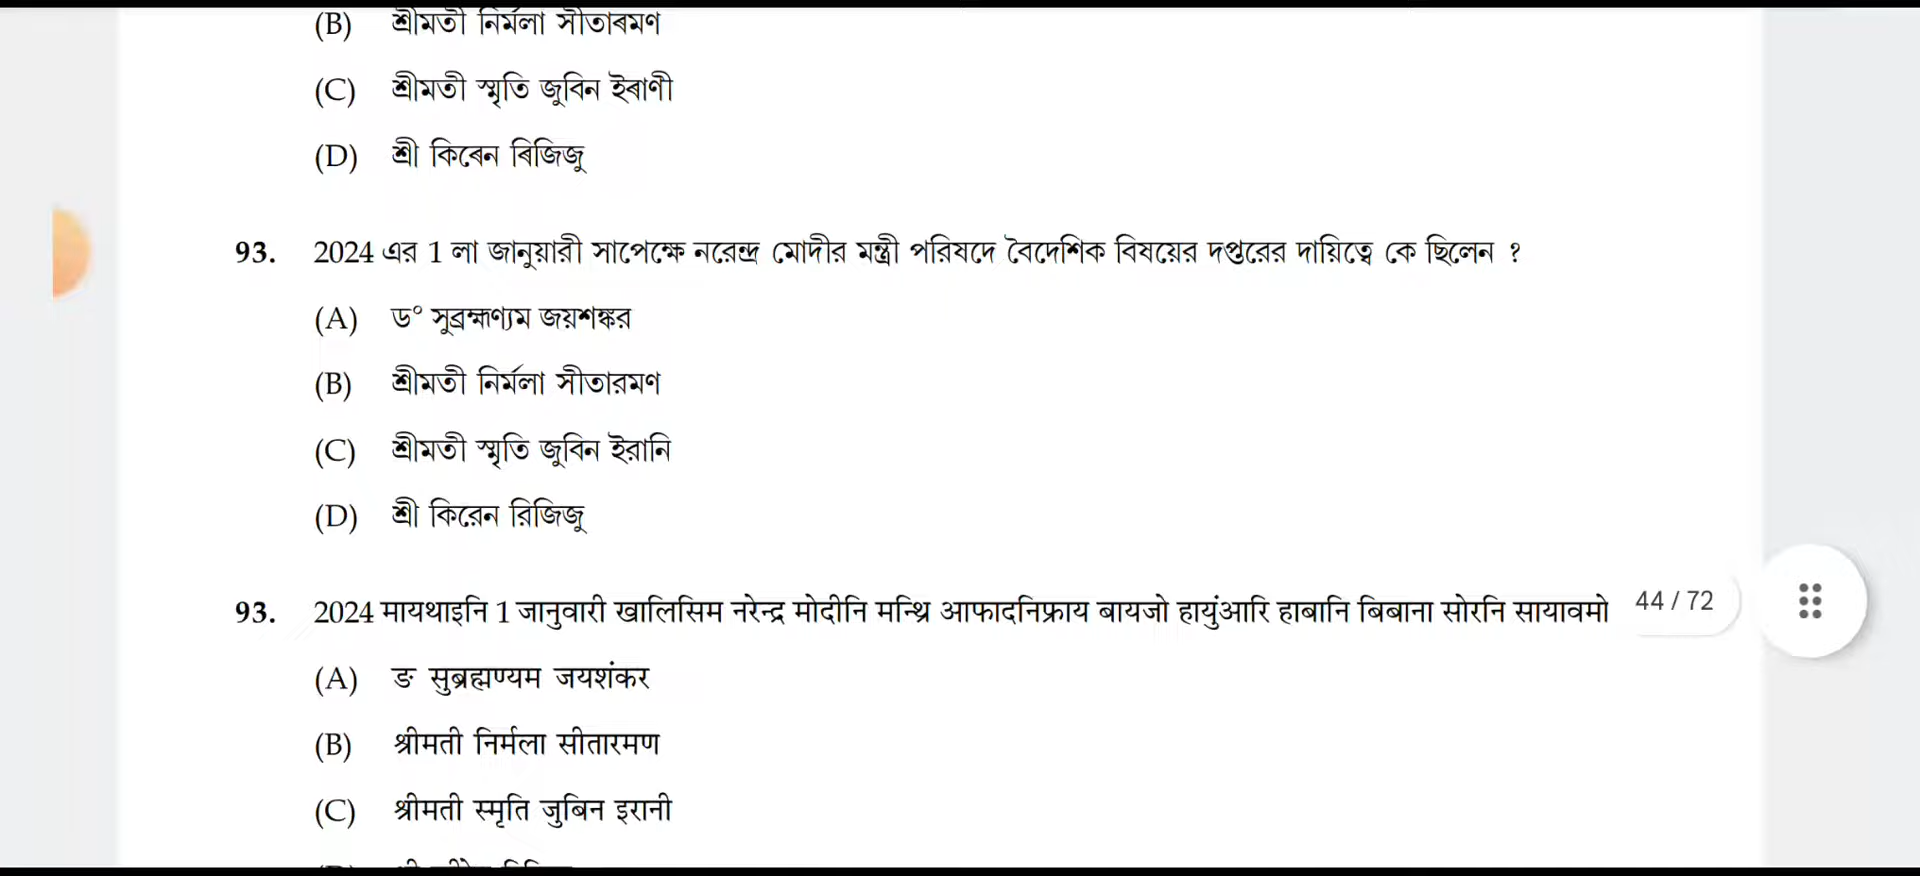 (B) শ্রীমতী নিৰ্মলা সীতাৰমণ
(C) শ্রীমতী স্মৃতি জুবিন ইৰাণী
(D) শ্রী কিৰেন ৰিজিজু
93. 2024 এর 1 লা জানুয়ারী সাপেক্ষে নরেন্দ্র মোদীর মন্ত্রী পরিষদে বৈদেশিক বিষয়ের দপ্তরের দায়িত্বে কে ছিলেন ?
(A) ড° সুব্রহ্মণ্যম জয়শঙ্কর
(B) শ্রীমতী নির্মলা সীতারমণ
(C) শ্রীমতী স্মৃতি জুবিন ইরানি
(D) শ্রী কিরেন রিজিজু
93. 2024 मायथाइनि 1 जानुवारी खालिसिम नरेन्द्र मोदीनि मन्थ्रि आफादनिफ्राय बायजो हायुंआरि हाबानि बिबाना सोरनि सायावमो
44 / 72
(A) ङ सुब्रह्मण्यम जयशंकर
(B) श्रीमती निर्मला सीतारमण
(C) श्रीमती स्मृति जुबिन इरानी